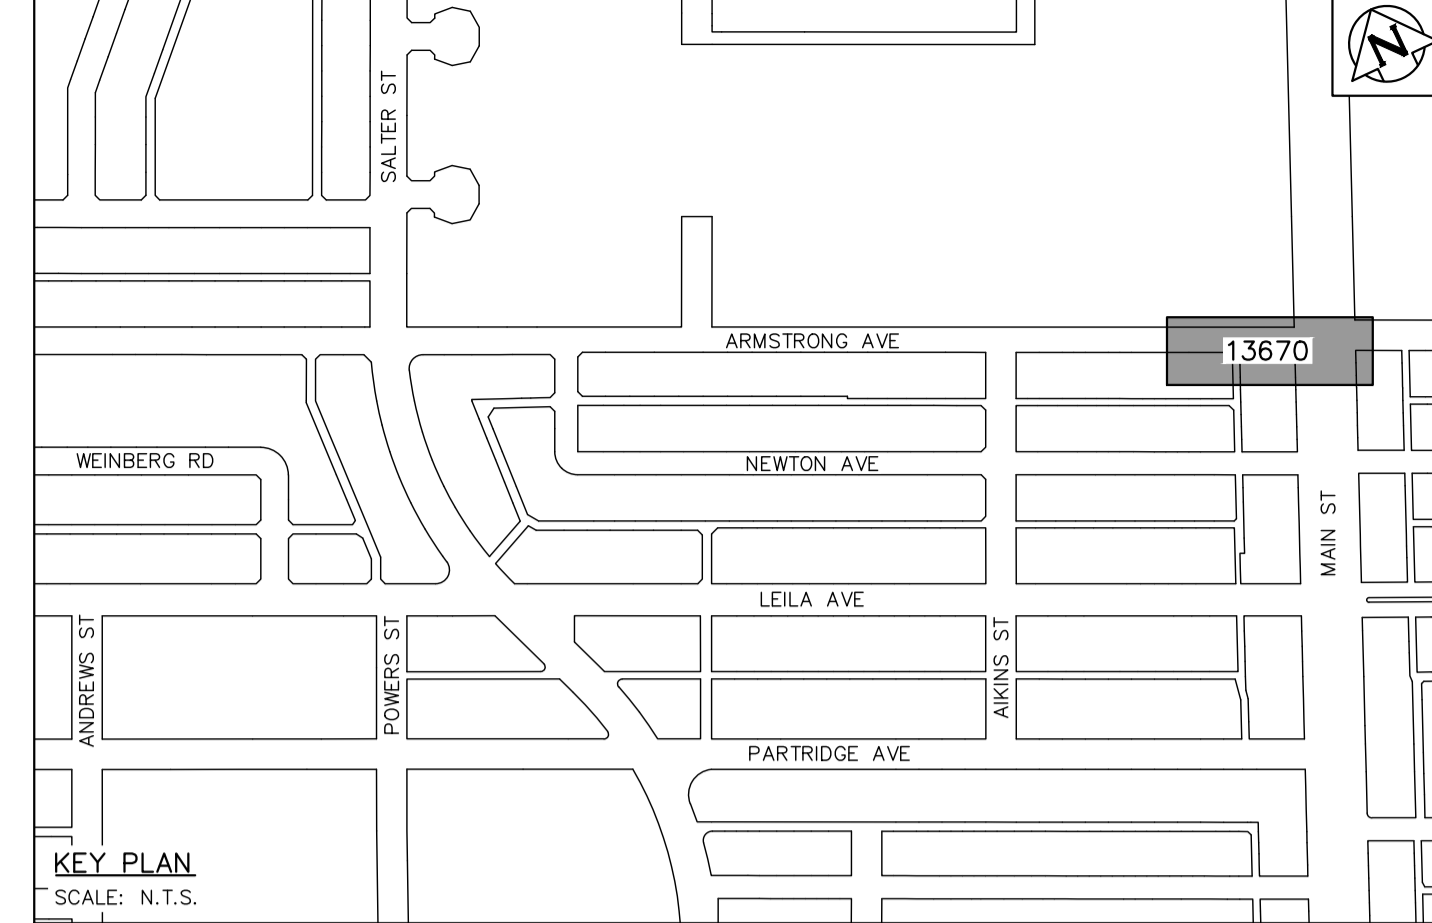 N
SALTER ST
ARMSTRONG AVE
13670
WEINBERG RD
NEWTON AVE
MAIN ST
LEILA AVE
ANDREWS ST
POWERS ST
AIKINS ST
PARTRIDGE AVE
KEY PLAN
SCALE: N.T.S.